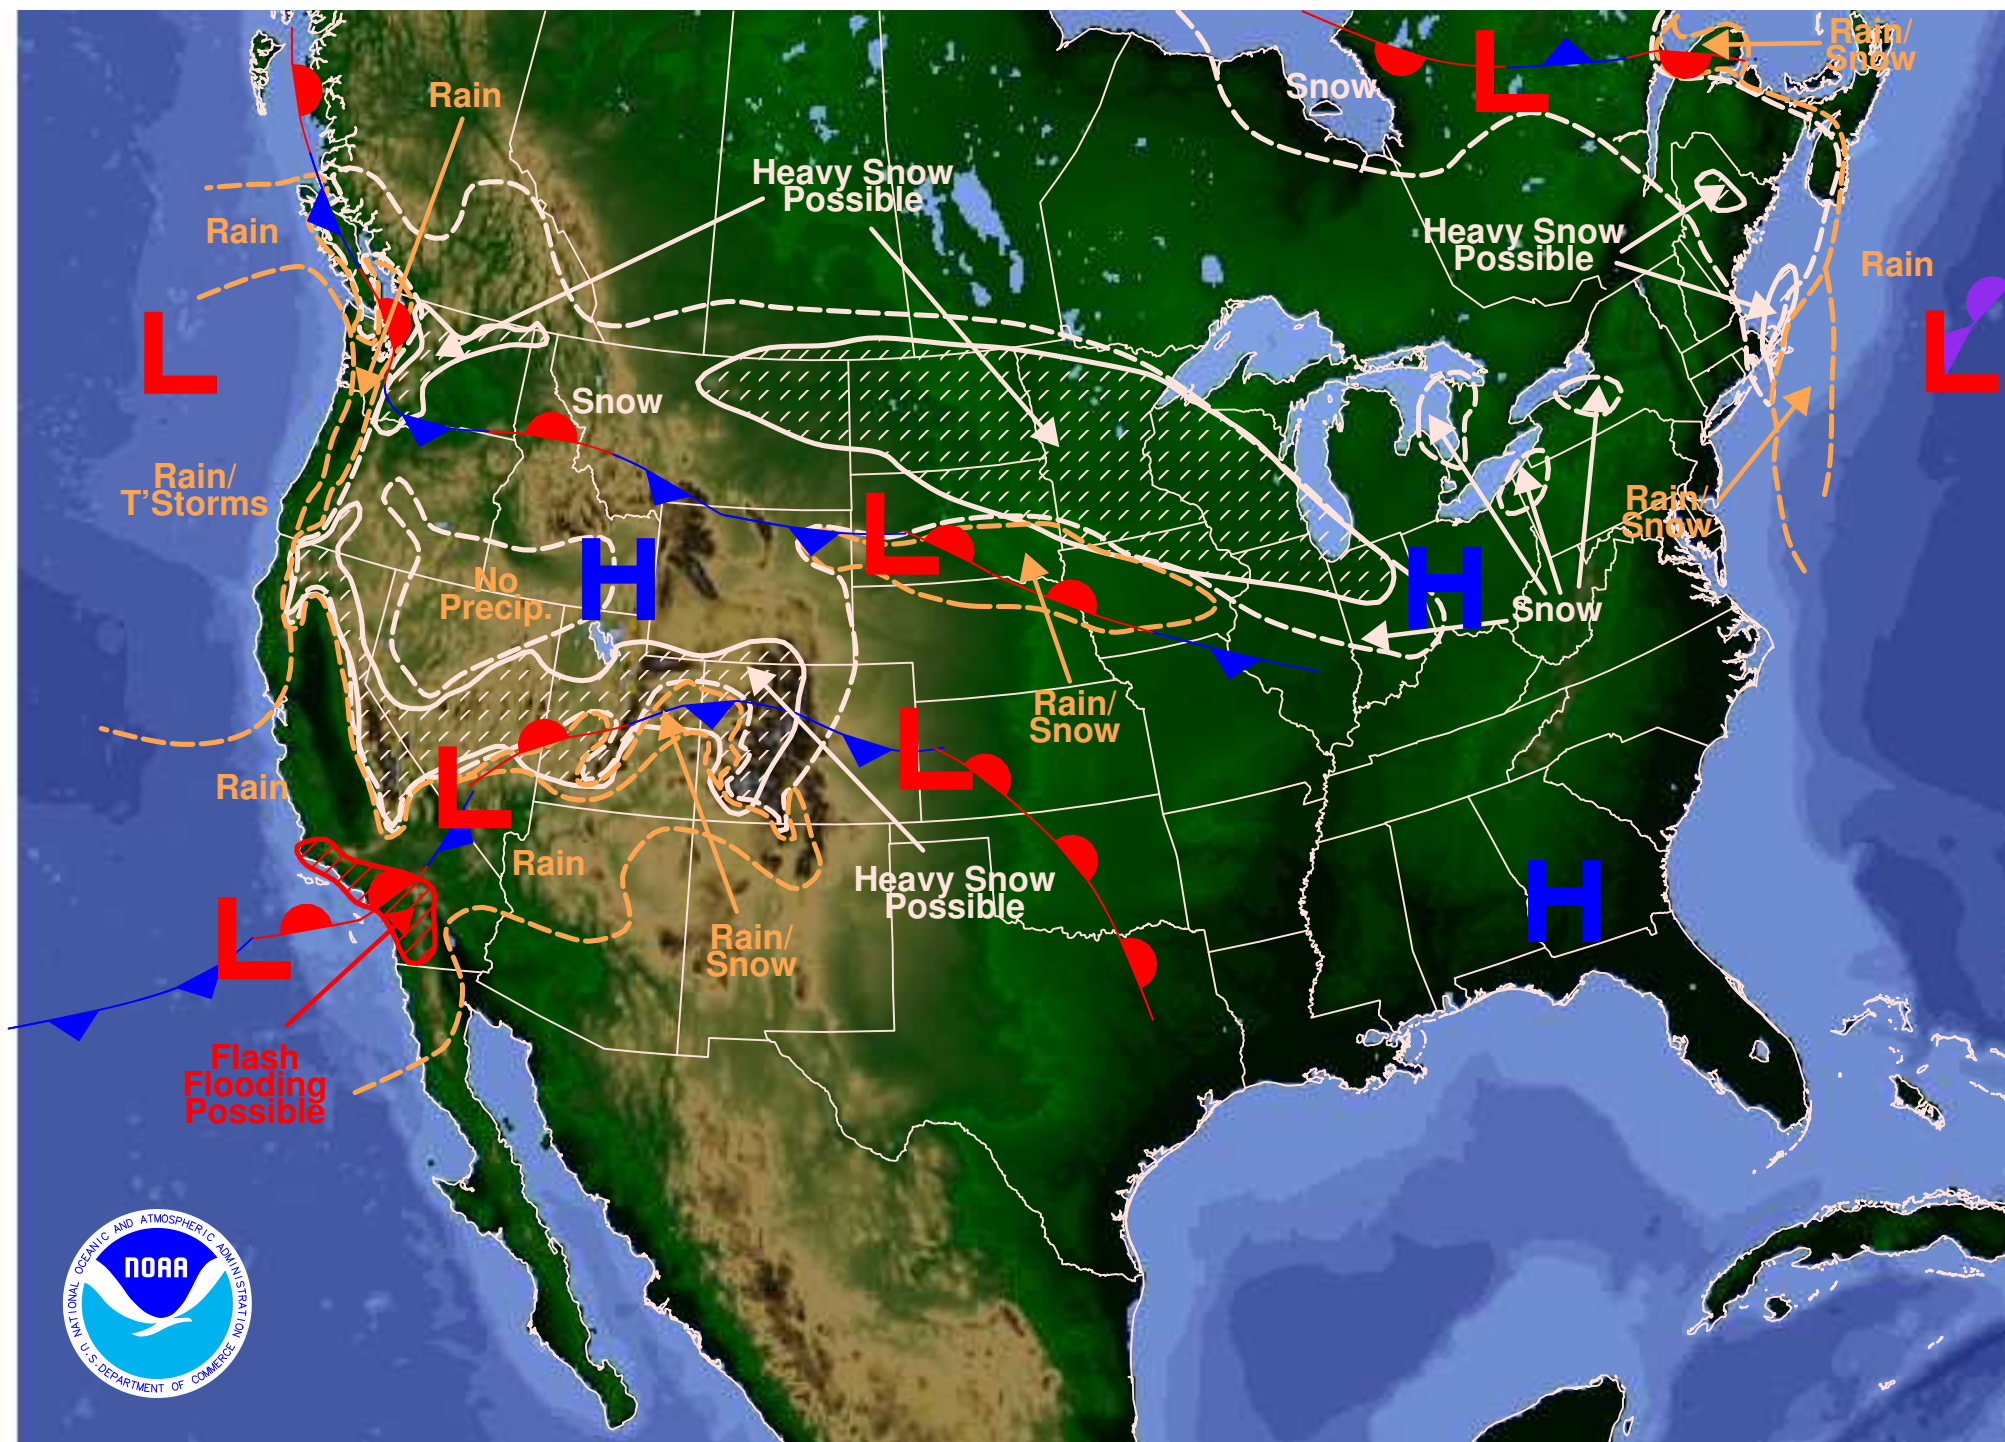 Rain/
Snow
Rain
Snow
Heavy Snow
Possible
Rain
Heavy Snow
Possible
Rain
L
L
L
Snow
Rain/
T'Storms
Rain/
Snow
L
H
H
No
Precip.
Snow
Rain/
Snow
L
L
Rain
Rain
Heavy Snow
Possible
H
Rain/
Snow
L
Flash
Flooding
Possible
NATIONAL OCEANIC AND ATMOSPHERIC ADMINISTRATION
NOAA
U.S. DEPARTMENT OF COMMERCE